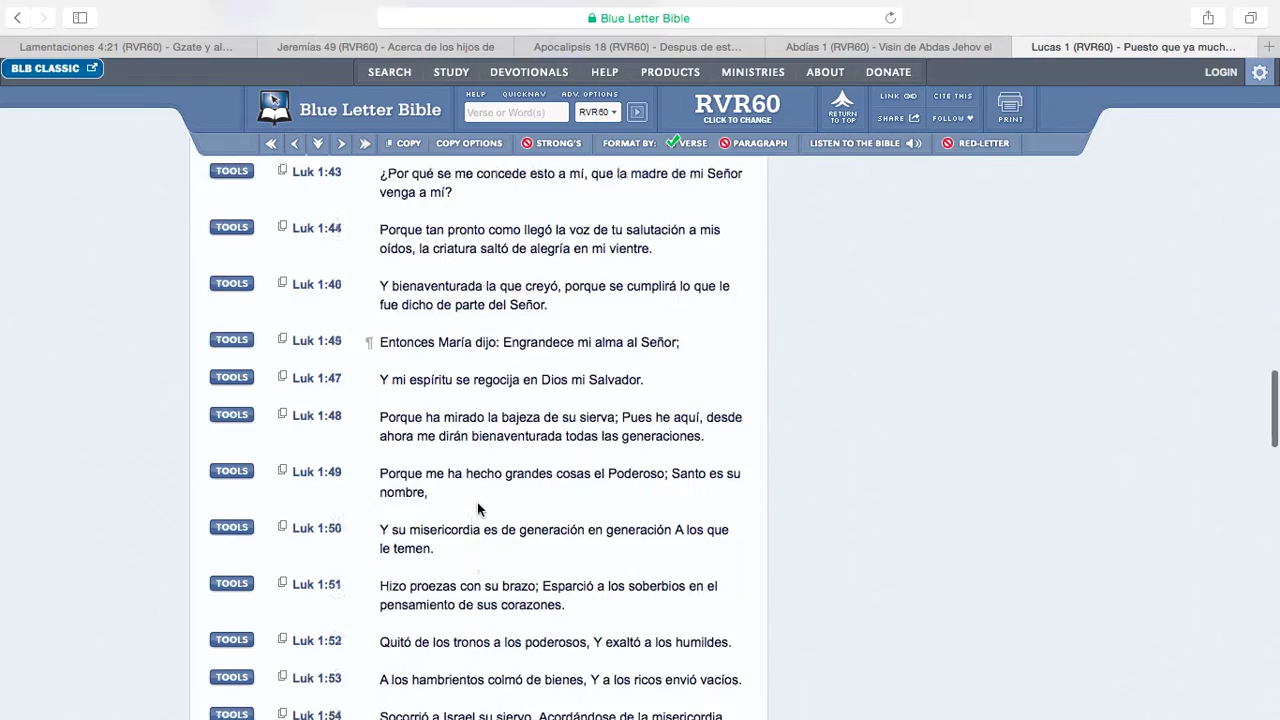 Blue Letter Bible
Lamentaciones 4:21 (RVR60) - Gzate y al...
Jeremías 49 (RVR60) - Acerca de los hijos de
Apocalipsis 18 (RVR60) - Despus de est...
Abdías 1 (RVR60) - Visin de Abdas Jehov el
Lucas 1 (RVR60) - Puesto que ya much...
BLB CLASSIC
SEARCH STUDY DEVOTIONALS HELP PRODUCTS MINISTRIES ABOUT DONATE LOGIN
HELP QUICKNAV ADV. OPTIONS
Blue Letter Bible
Verse or Word(s) RVR60
RVR60
CLICK TO CHANGE
RETURN
TO TOP
LINK CITE THIS
SHARE FOLLOW
PRINT
COPY COPY OPTIONS STRONG'S FORMAT BY: VERSE PARAGRAPH LISTEN TO THE BIBLE RED-LETTER
TOOLS Luk 1:43 ¿Por qué se me concede esto a mí, que la madre de mi Señor
venga a mí?
TOOLS Luk 1:44 Porque tan pronto como llegó la voz de tu salutación a mis
oídos, la criatura saltó de alegría en mi vientre.
TOOLS Luk Y bienaventurada la que creyó, porque se cumplirá lo que le
fue dicho de parte del Señor.
TOOLS Luk ¶ Entonces María dijo: Engrandece mi alma al Señor;
TOOLS Luk 1:47 Y mi espíritu se regocija en Dios mi Salvador.
TOOLS Luk 1:48 Porque ha mirado la bajeza de su sierva; Pues he aquí, desde
ahora me dirán bienaventurada todas las generaciones.
TOOLS Luk 1:49 Porque me ha hecho grandes cosas el Poderoso; Santo es su
nombre,
TOOLS Luk 1:50 Y su misericordia es de generación en generación A los que
le temen.
TOOLS Luk 1:51 Hizo proezas con su brazo; Esparció a los soberbios en el
pensamiento de sus corazones.
TOOLS Luk 1:52 Quitó de los tronos a los poderosos, Y exaltó a los humildes.
TOOLS Luk 1:53 A los hambrientos colmó de bienes, Y a los ricos envió vacíos.
TOOLS Luk 1:54 Socorrió a Israel su siervo, Acordándose de la misericordia